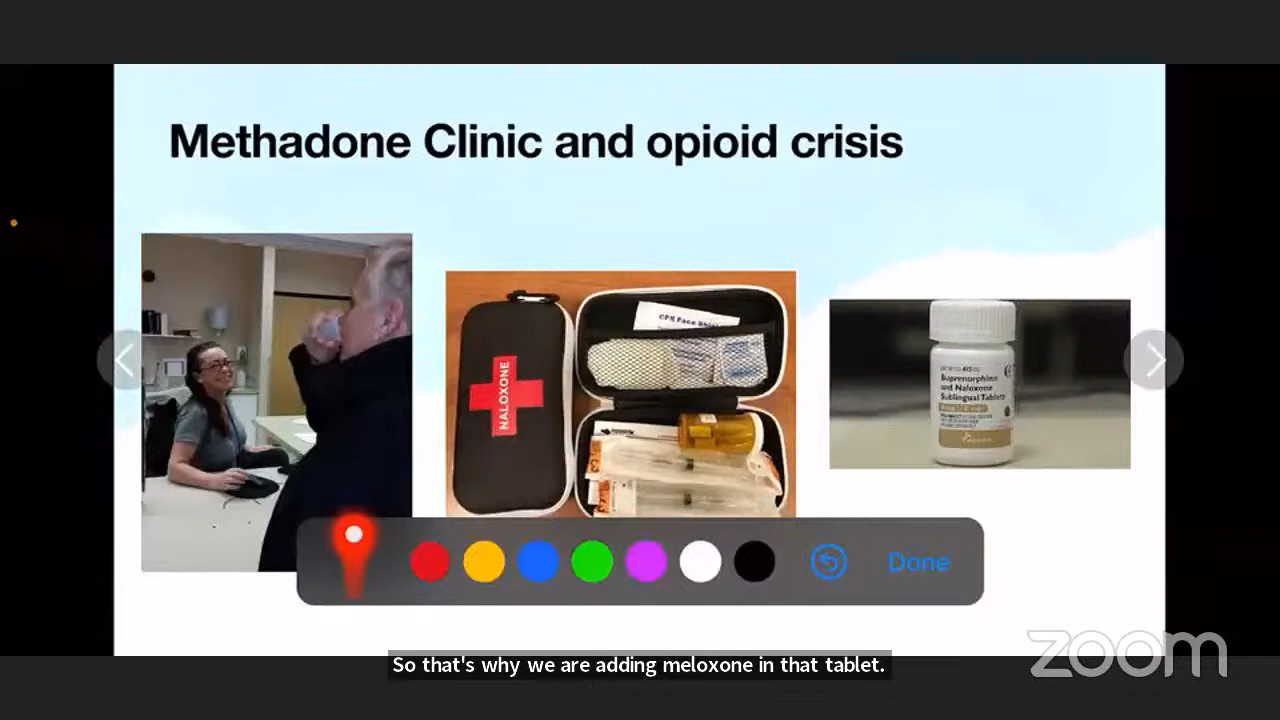 Methadone Clinic and opioid crisis
NALOXONE
CPR Face Shield
Buprenorphine
and Naloxone
Sublingual Tablets
Done
zoom
So that's why we are adding meloxone in that tablet.